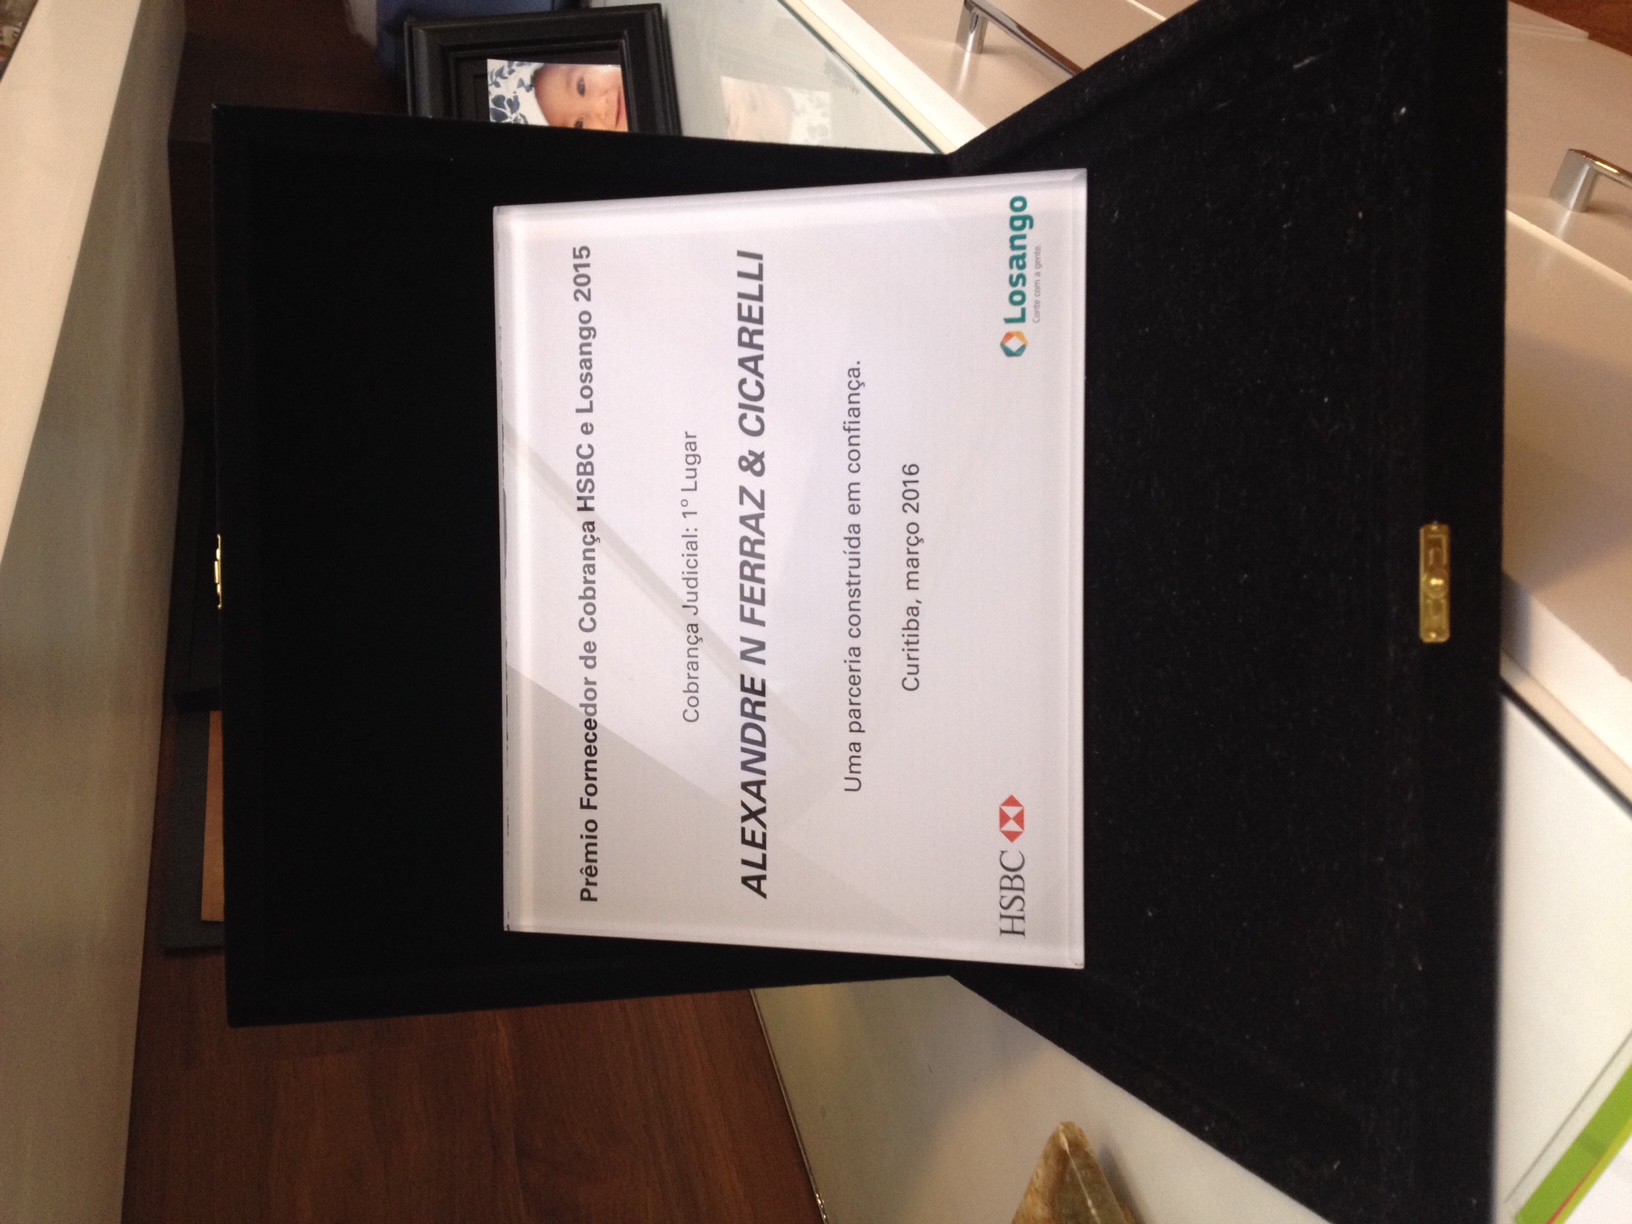 Prêmio Fornecedor de Cobrança HSBC e Losango 2015
Cobrança Judicial: 1º Lugar
ALEXANDRE N FERRAZ & CICARELLI
Uma parceria construída em confiança.
Curitiba, março 2016
HSBC
Losango
Conte com a gente.